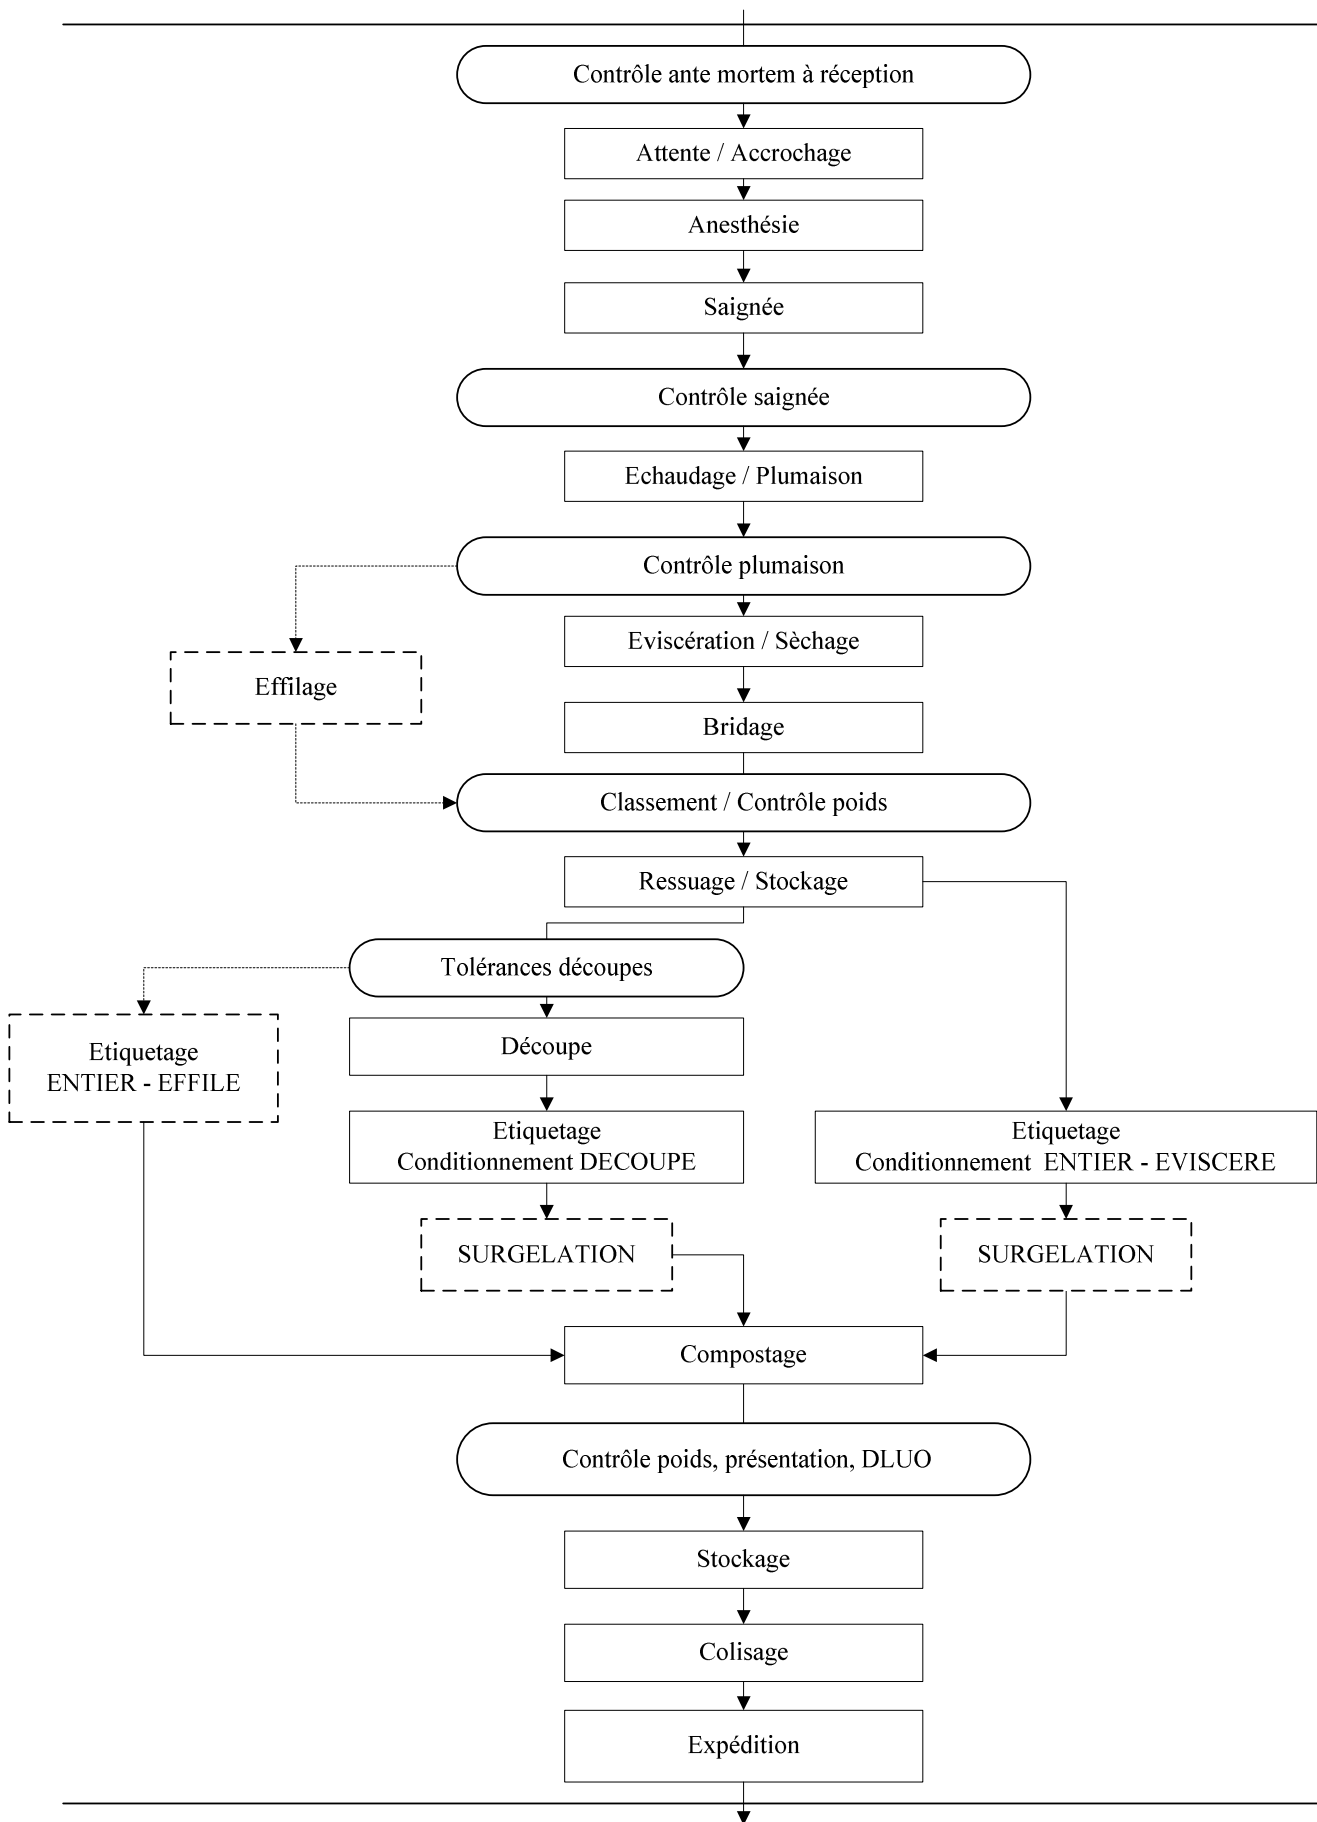 Contrôle ante mortem à réception
Attente / Accrochage
Anesthésie
Saignée
Contrôle saignée
Echaudage / Plumaison
Contrôle plumaison
Eviscération / Sèchage
Effilage
Bridage
Classement / Contrôle poids
Ressuage / Stockage
Tolérances découpes
Etiquetage
ENTIER - EFFILE
Découpe
Etiquetage
Conditionnement DECOUPE
Etiquetage
Conditionnement ENTIER - EVISCERE
SURGELATION
SURGELATION
Compostage
Contrôle poids, présentation, DLUO
Stockage
Colisage
Expédition